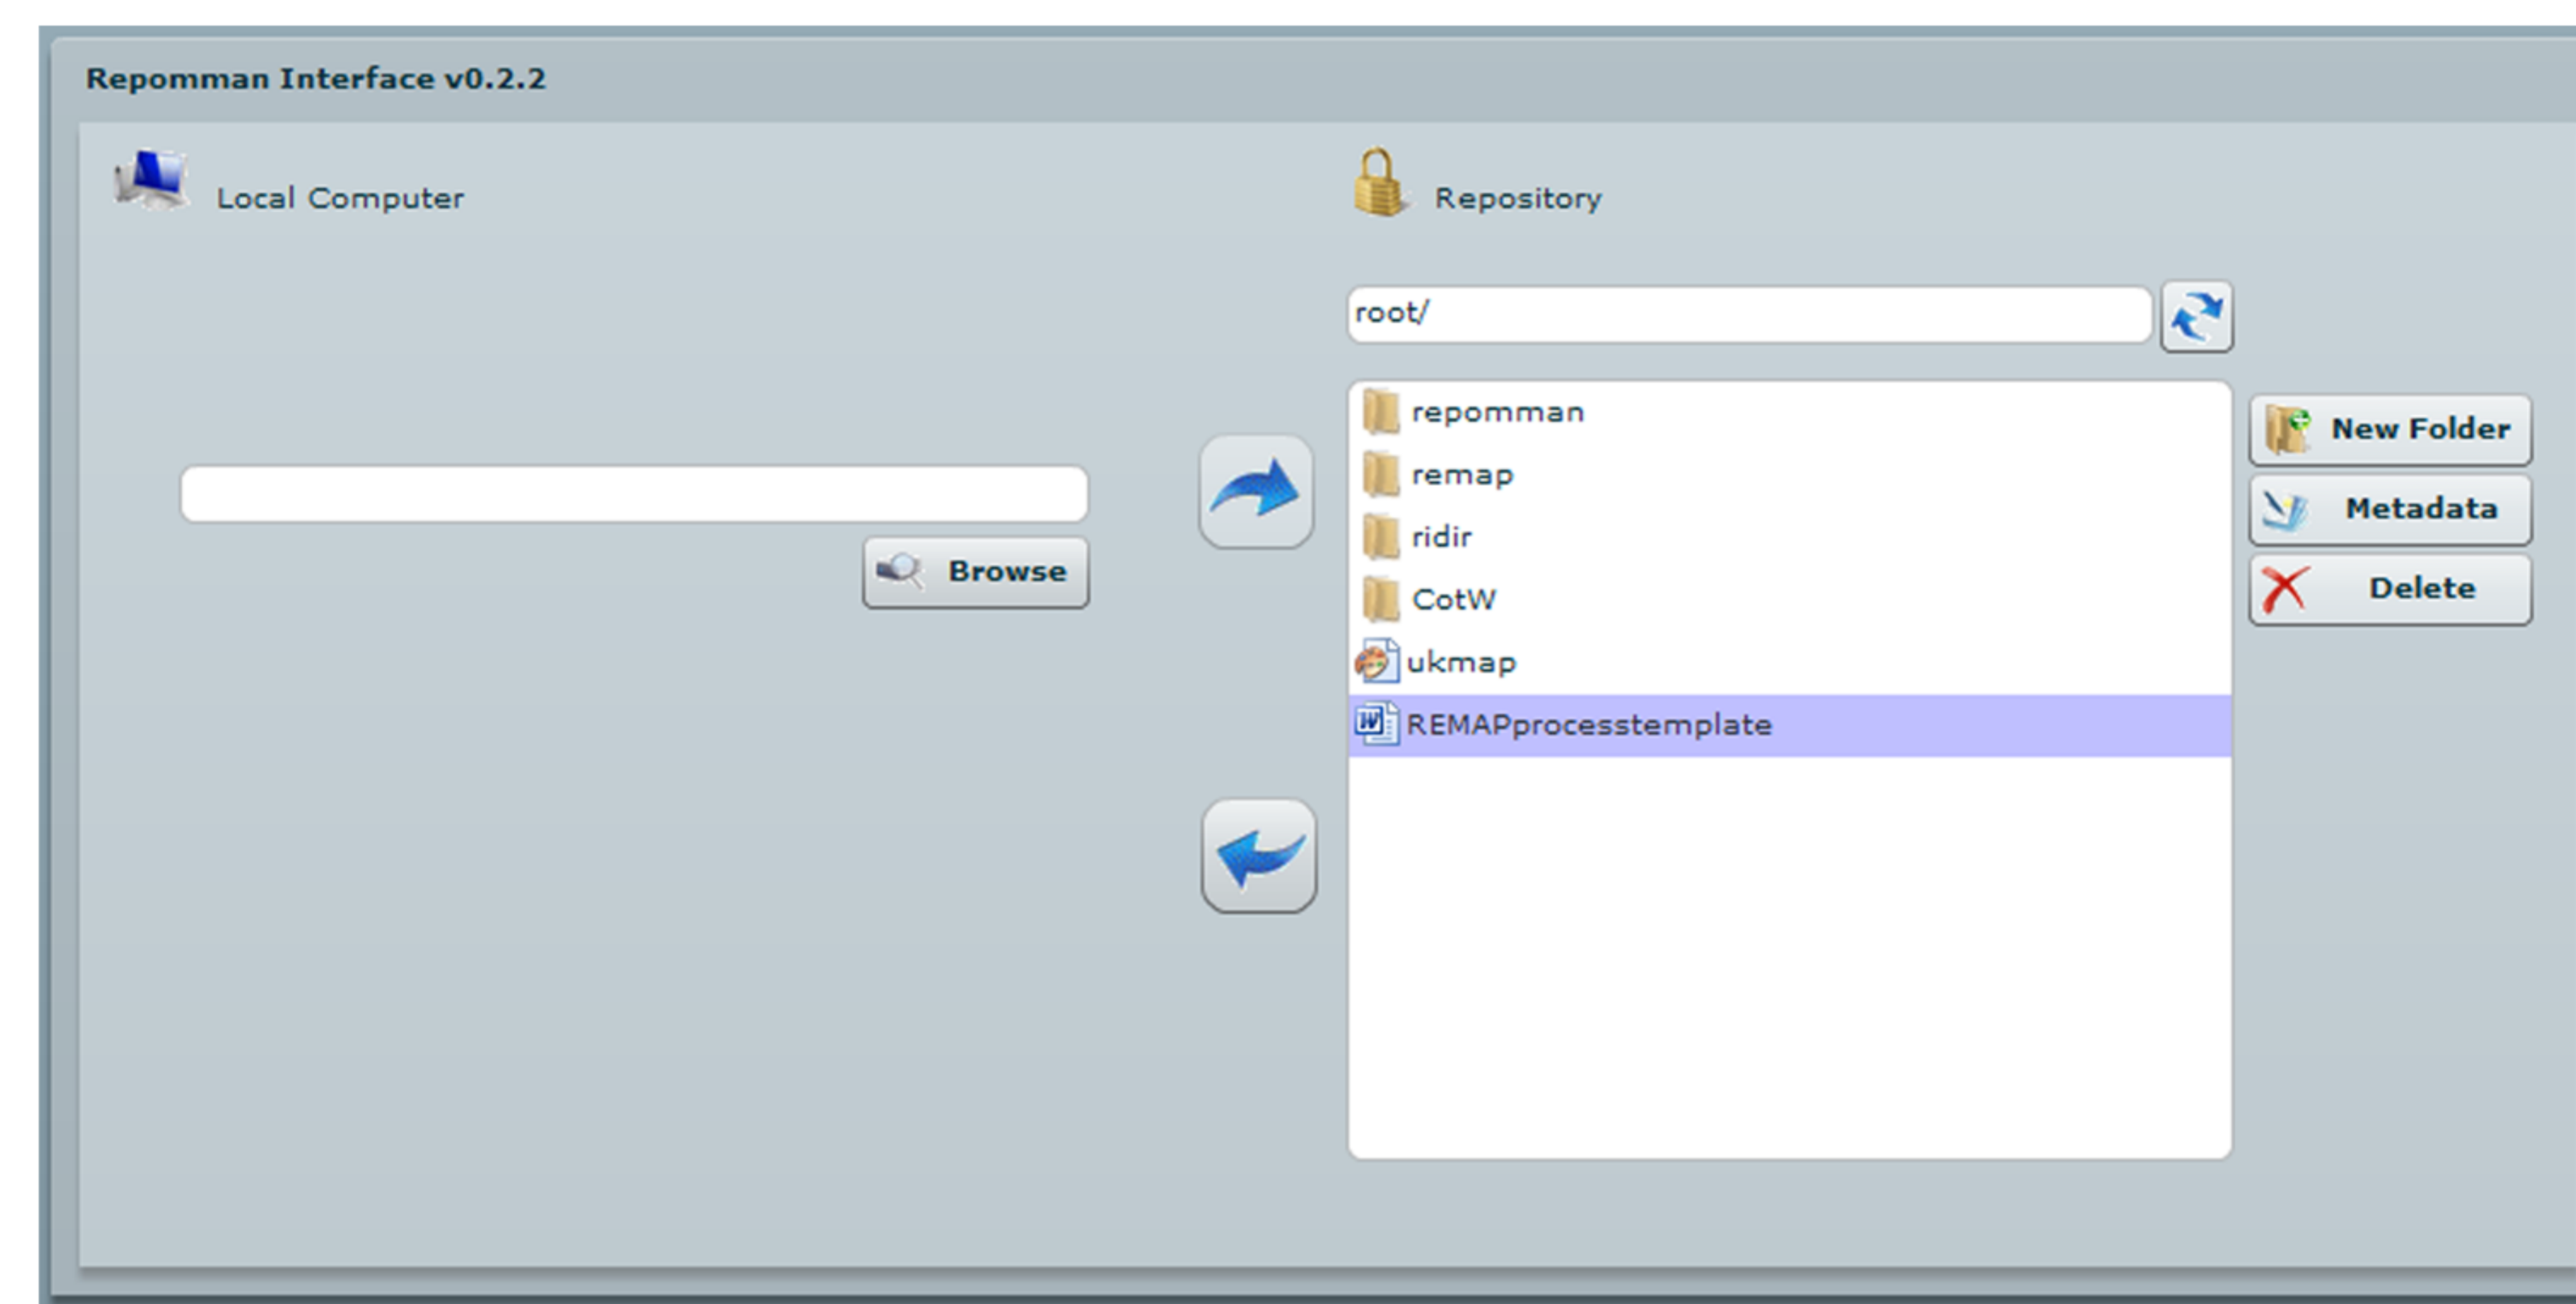 Repomman Interface v0.2.2
Local Computer
Repository
root/
repomman
remap
ridir
CotW
ukmap
REMAPprocesstemplate
Browse
New Folder
Metadata
Delete